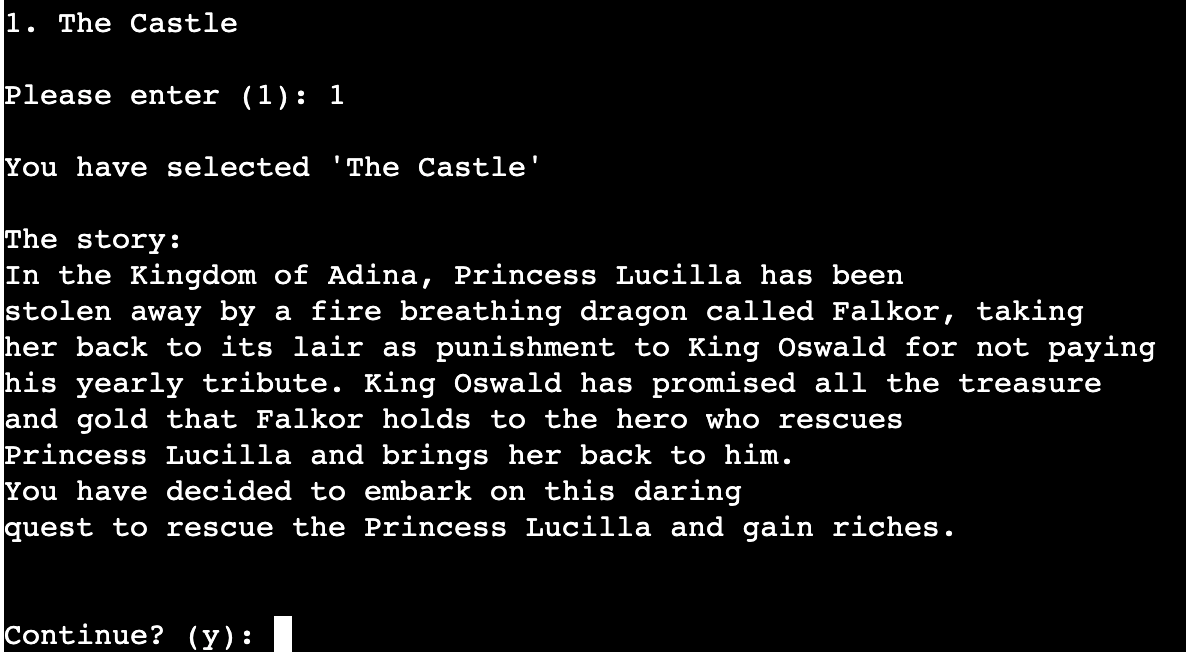 1. The Castle
Please enter (1): 1
You have selected 'The Castle'
The story:
In the Kingdom of Adina, Princess Lucilla has been
stolen away by a fire breathing dragon called Falkor, taking
her back to its lair as punishment to King Oswald for not paying
his yearly tribute. King Oswald has promised all the treasure
and gold that Falkor holds to the hero who rescues
Princess Lucilla and brings her back to him.
You have decided to embark on this daring
quest to rescue the Princess Lucilla and gain riches.
Continue? (y):